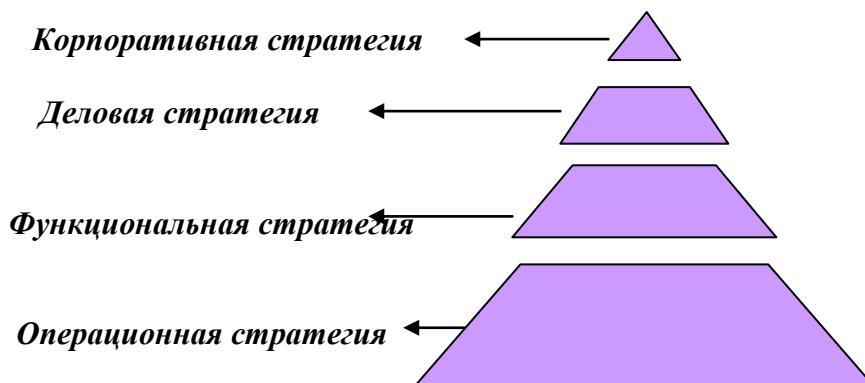 Корпоративная стратегия
Деловая стратегия
Функциональная стратегия
Операционная стратегия